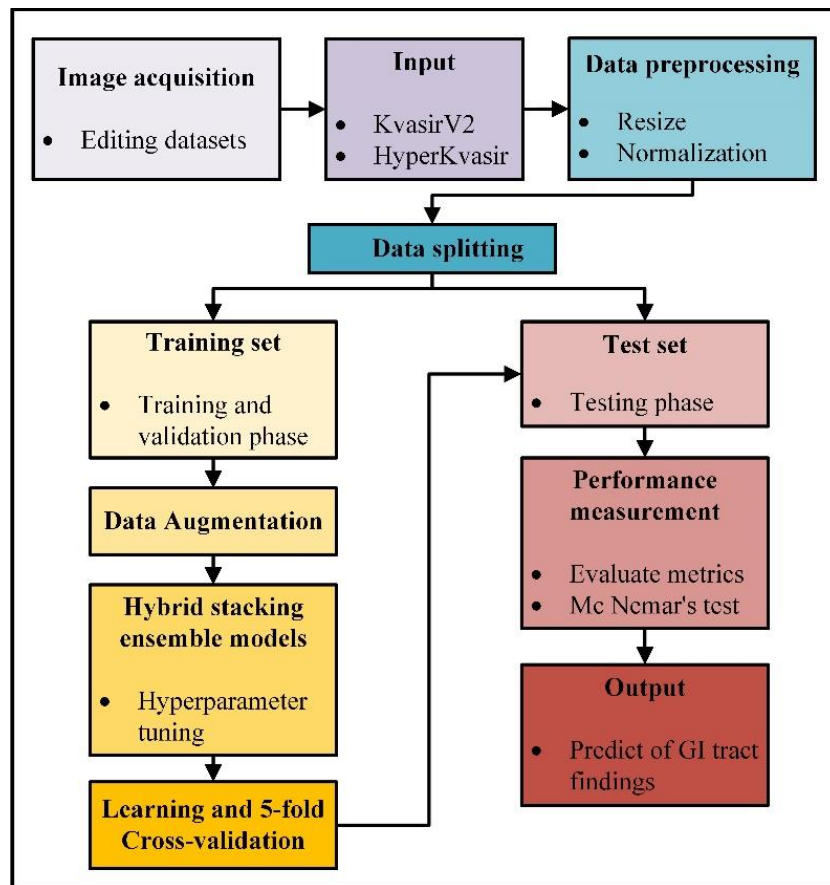 Image acquisition
• Editing datasets
Input
• KvasirV2
• HyperKvasir
Data preprocessing
• Resize
• Normalization
Data splitting
Training set
• Training and
validation phase
Data Augmentation
Hybrid stacking
ensemble models
• Hyperparameter
tuning
Learning and 5-fold
Cross-validation
Test set
• Testing phase
Performance
measurement
• Evaluate metrics
• Mc Nemar's test
Output
• Predict of GI tract
findings